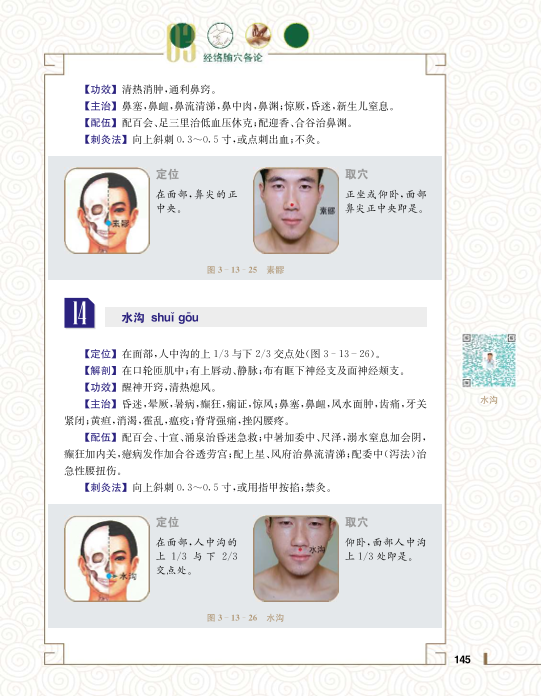 03
经络腧穴各论
【功效】清热消肿,通利鼻窍。
【主治】鼻塞,鼻衄,鼻流清涕,鼻中肉,鼻渊;惊厥,昏迷,新生儿窒息。
【配伍】配百会、足三里治低血压休克;配迎香、合谷治鼻渊。
【刺灸法】向上斜刺 0.3～0.5 寸,或点刺出血;不灸。
定位
在面部,鼻尖的正
中央。
素髎
素髎
取穴
正坐或仰卧,面部
鼻尖正中央即是。
图 3-13-25 素髎
14
水沟 shuǐ gōu
【定位】在面部,人中沟的上 1/3 与下 2/3 交点处(图 3-13-26)。
【解剖】在口轮匝肌中;有上唇动、静脉;布有眶下神经支及面神经颊支。
【功效】醒神开窍,清热熄风。
【主治】昏迷,晕厥,暑病,癫狂,痫证,惊风;鼻塞,鼻衄,风水面肿,齿痛,牙关
紧闭;黄疸,消渴,霍乱,瘟疫;脊背强痛,挫闪腰疼。
【配伍】配百会、十宣、涌泉治昏迷急救;中暑加委中、尺泽,溺水窒息加会阴,
癫狂加内关,癔病发作加合谷透劳宫;配上星、风府治鼻流清涕;配委中(泻法)治
急性腰扭伤。
【刺灸法】向上斜刺 0.3～0.5 寸,或用指甲按掐;禁灸。
水沟
定位
在面部,人中沟的
上 1/3 与下 2/3
交点处。
水沟
水沟
取穴
仰卧,面部人中沟
上 1/3 处即是。
图 3-13-26 水沟
145